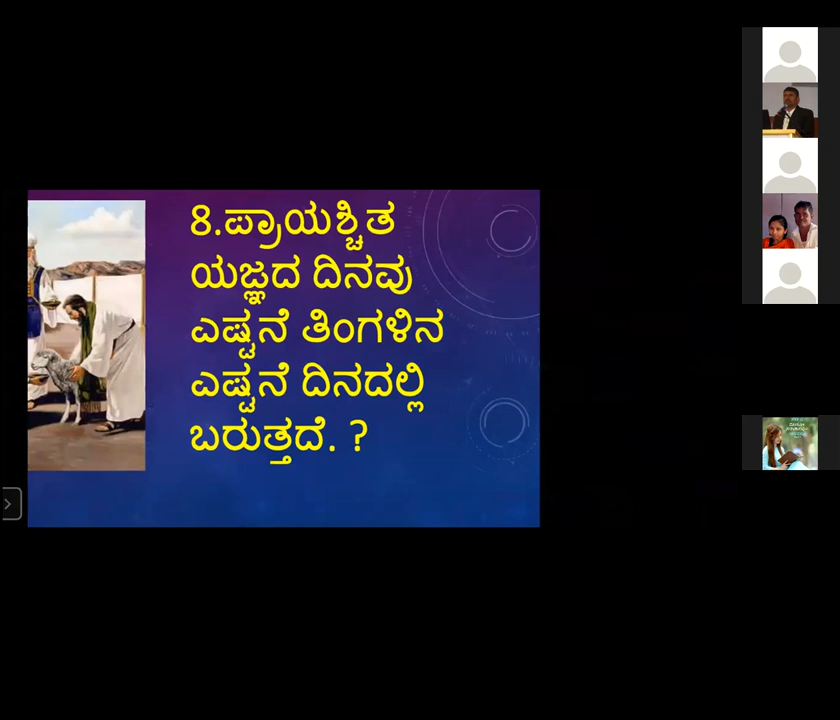 8.ಪ್ರಾಯಶ್ಚಿತ
ಯಜ್ಞದ ದಿನವು
ಎಷ್ಟನೆ ತಿಂಗಳಿನ
ಎಷ್ಟನೆ ದಿನದಲ್ಲಿ
ಬರುತ್ತದೆ. ?